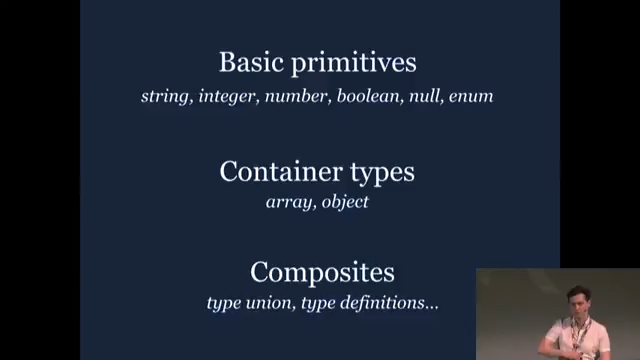 Basic primitives
string, integer, number, boolean, null, enum
Container types
array, object
Composites
type union, type definitions...